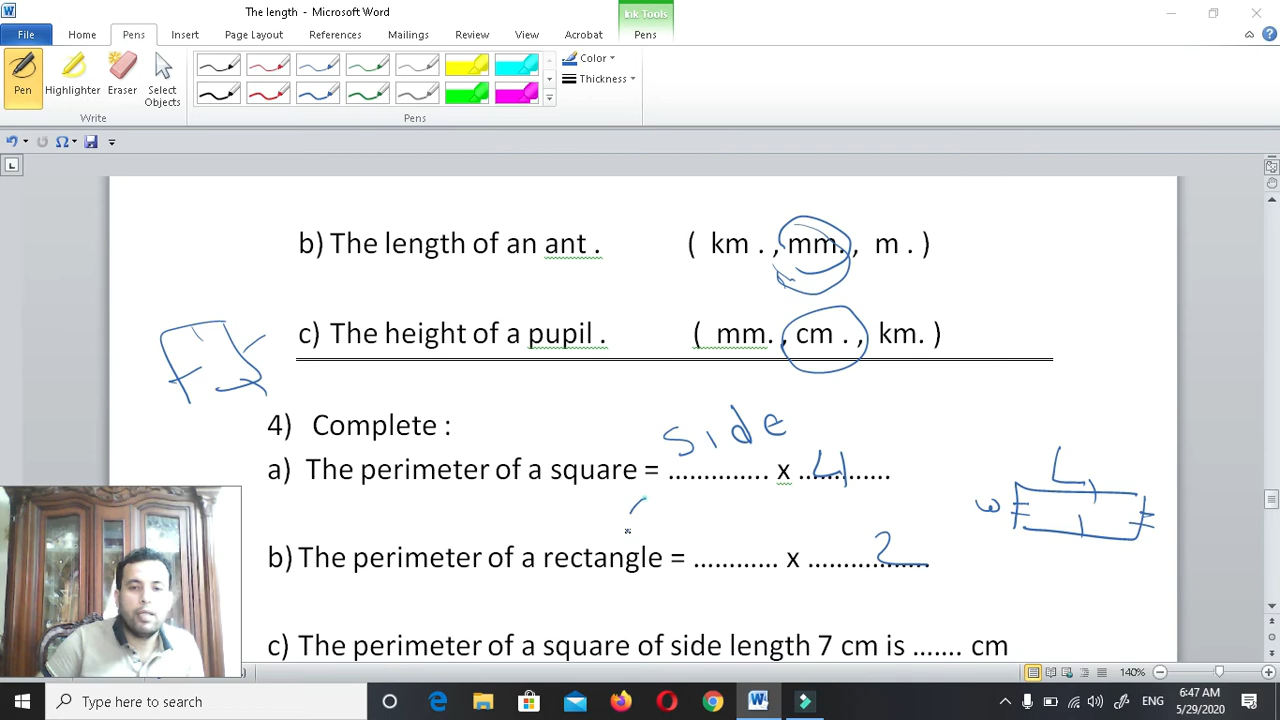 The length - Microsoft Word
Ink Tools
File Home Pens Insert Page Layout References Mailings Review View Acrobat Pens
Pen Highlighter Eraser Select Objects
Color
Thickness
Write Pens
b) The length of an ant . ( km . , mm. , m . )
c) The height of a pupil . ( mm. , cm . , km. )
4) Complete :
side
a) The perimeter of a square = .............. x ............. 4
L
w
b) The perimeter of a rectangle = ............ x ................. 2
c) The perimeter of a square of side length 7 cm is ....... cm
140%
Type here to search
ENG
6:47 AM
5/29/2020